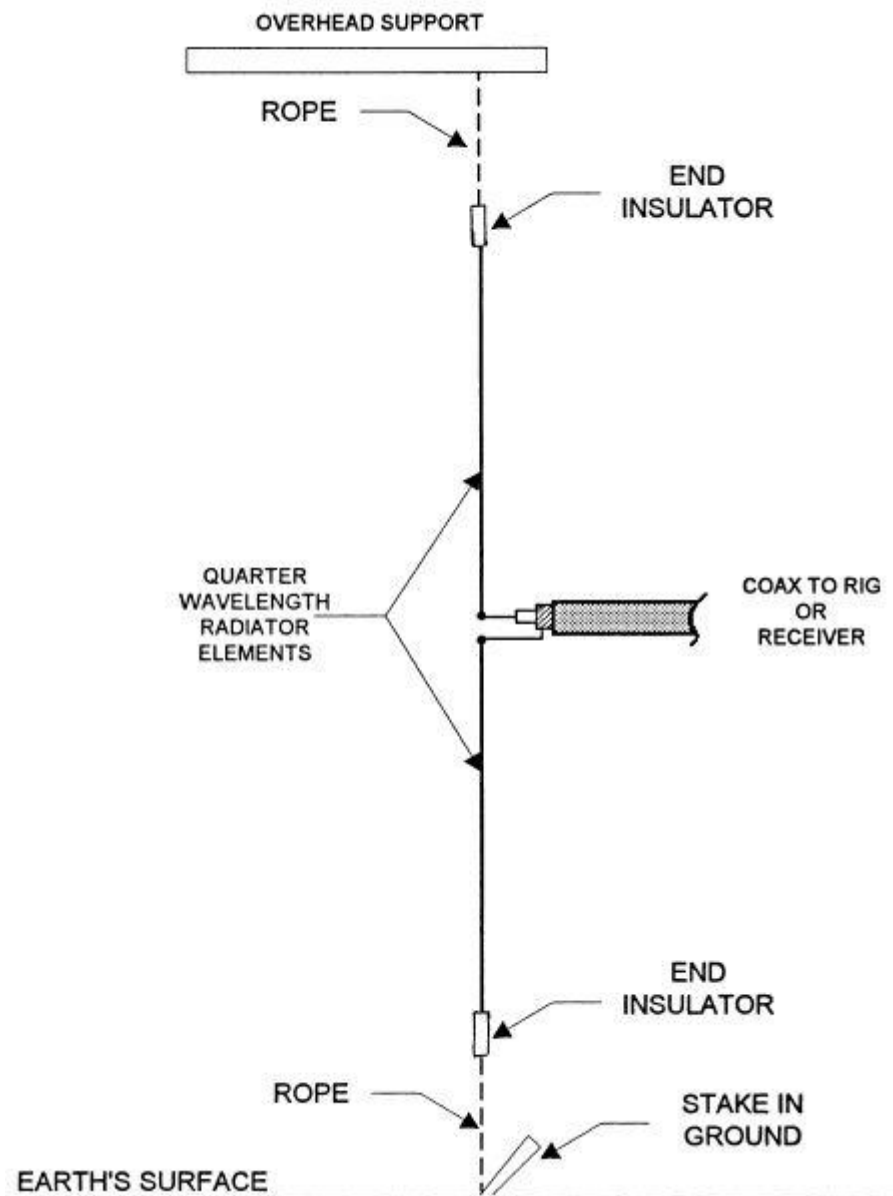 OVERHEAD SUPPORT
ROPE
END
INSULATOR
QUARTER
WAVELENGTH
RADIATOR
ELEMENTS
COAX TO RIG
OR
RECEIVER
END
INSULATOR
ROPE
STAKE IN
GROUND
EARTH'S SURFACE